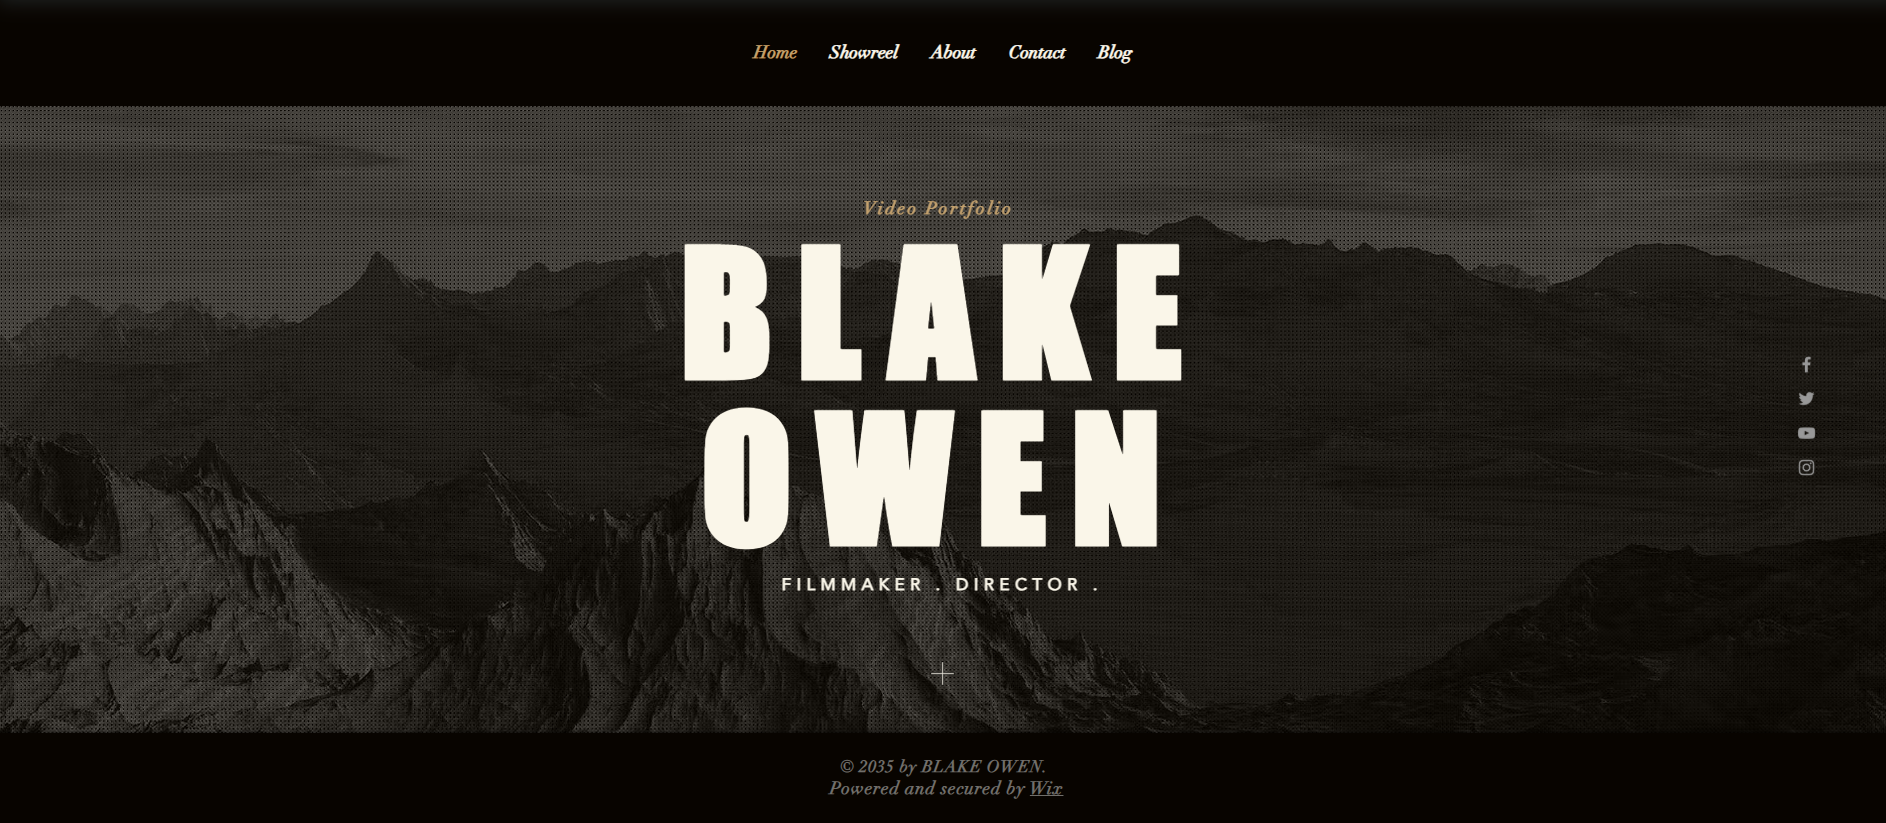 Home Showreel About Contact Blog
Video Portfolio
BLAKE
OWEN
FILMMAKER . DIRECTOR .
© 2035 by BLAKE OWEN.
Powered and secured by Wix